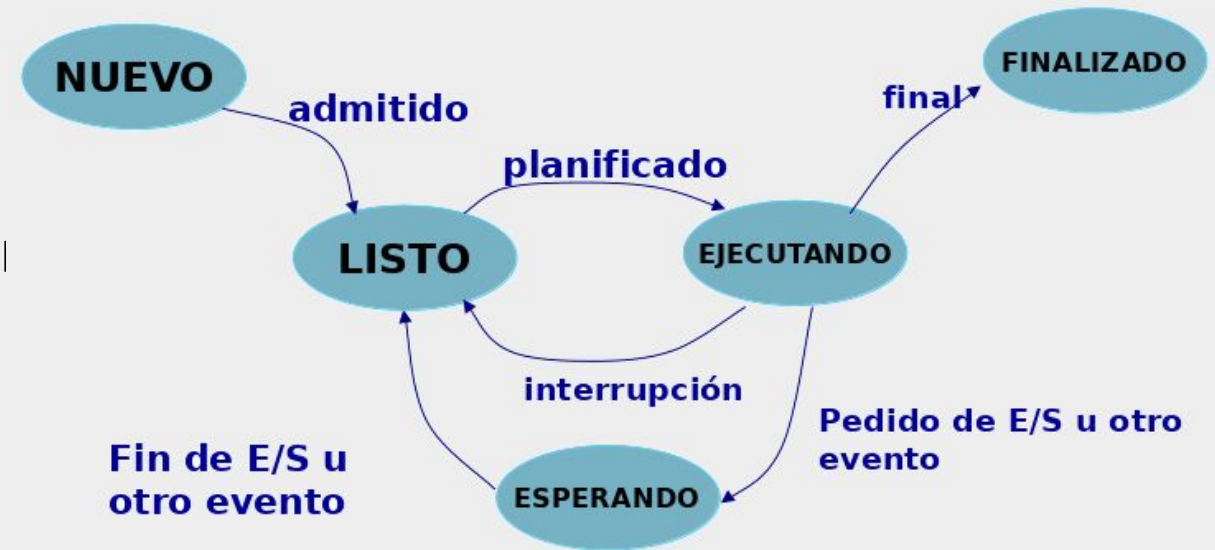 NUEVO
FINALIZADO
admitido
final
planificado
LISTO
EJECUTANDO
interrupción
Pedido de E/S u otro
evento
Fin de E/S u
otro evento
ESPERANDO